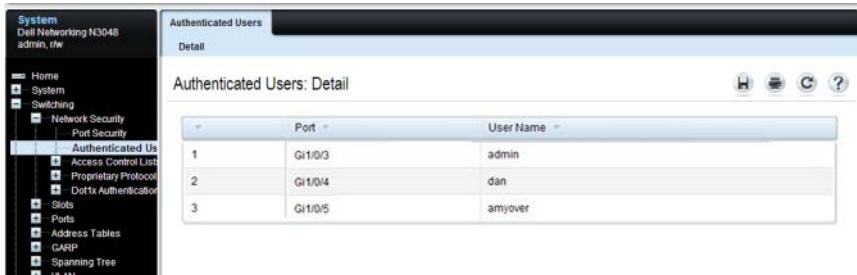 System
Dell Networking N3048
admin, r/w
Home
System
Switching
Network Security
Port Security
Authenticated Us
Access Control List
Proprietary Protocol
Dot1x Authentication
Slots
Ports
Address Tables
GARP
Spanning Tree
VLAN
Authenticated Users
Detail
Authenticated Users: Detail
Port User Name
1 Gi1/0/3 admin
2 Gi1/0/4 dan
3 Gi1/0/5 amyover